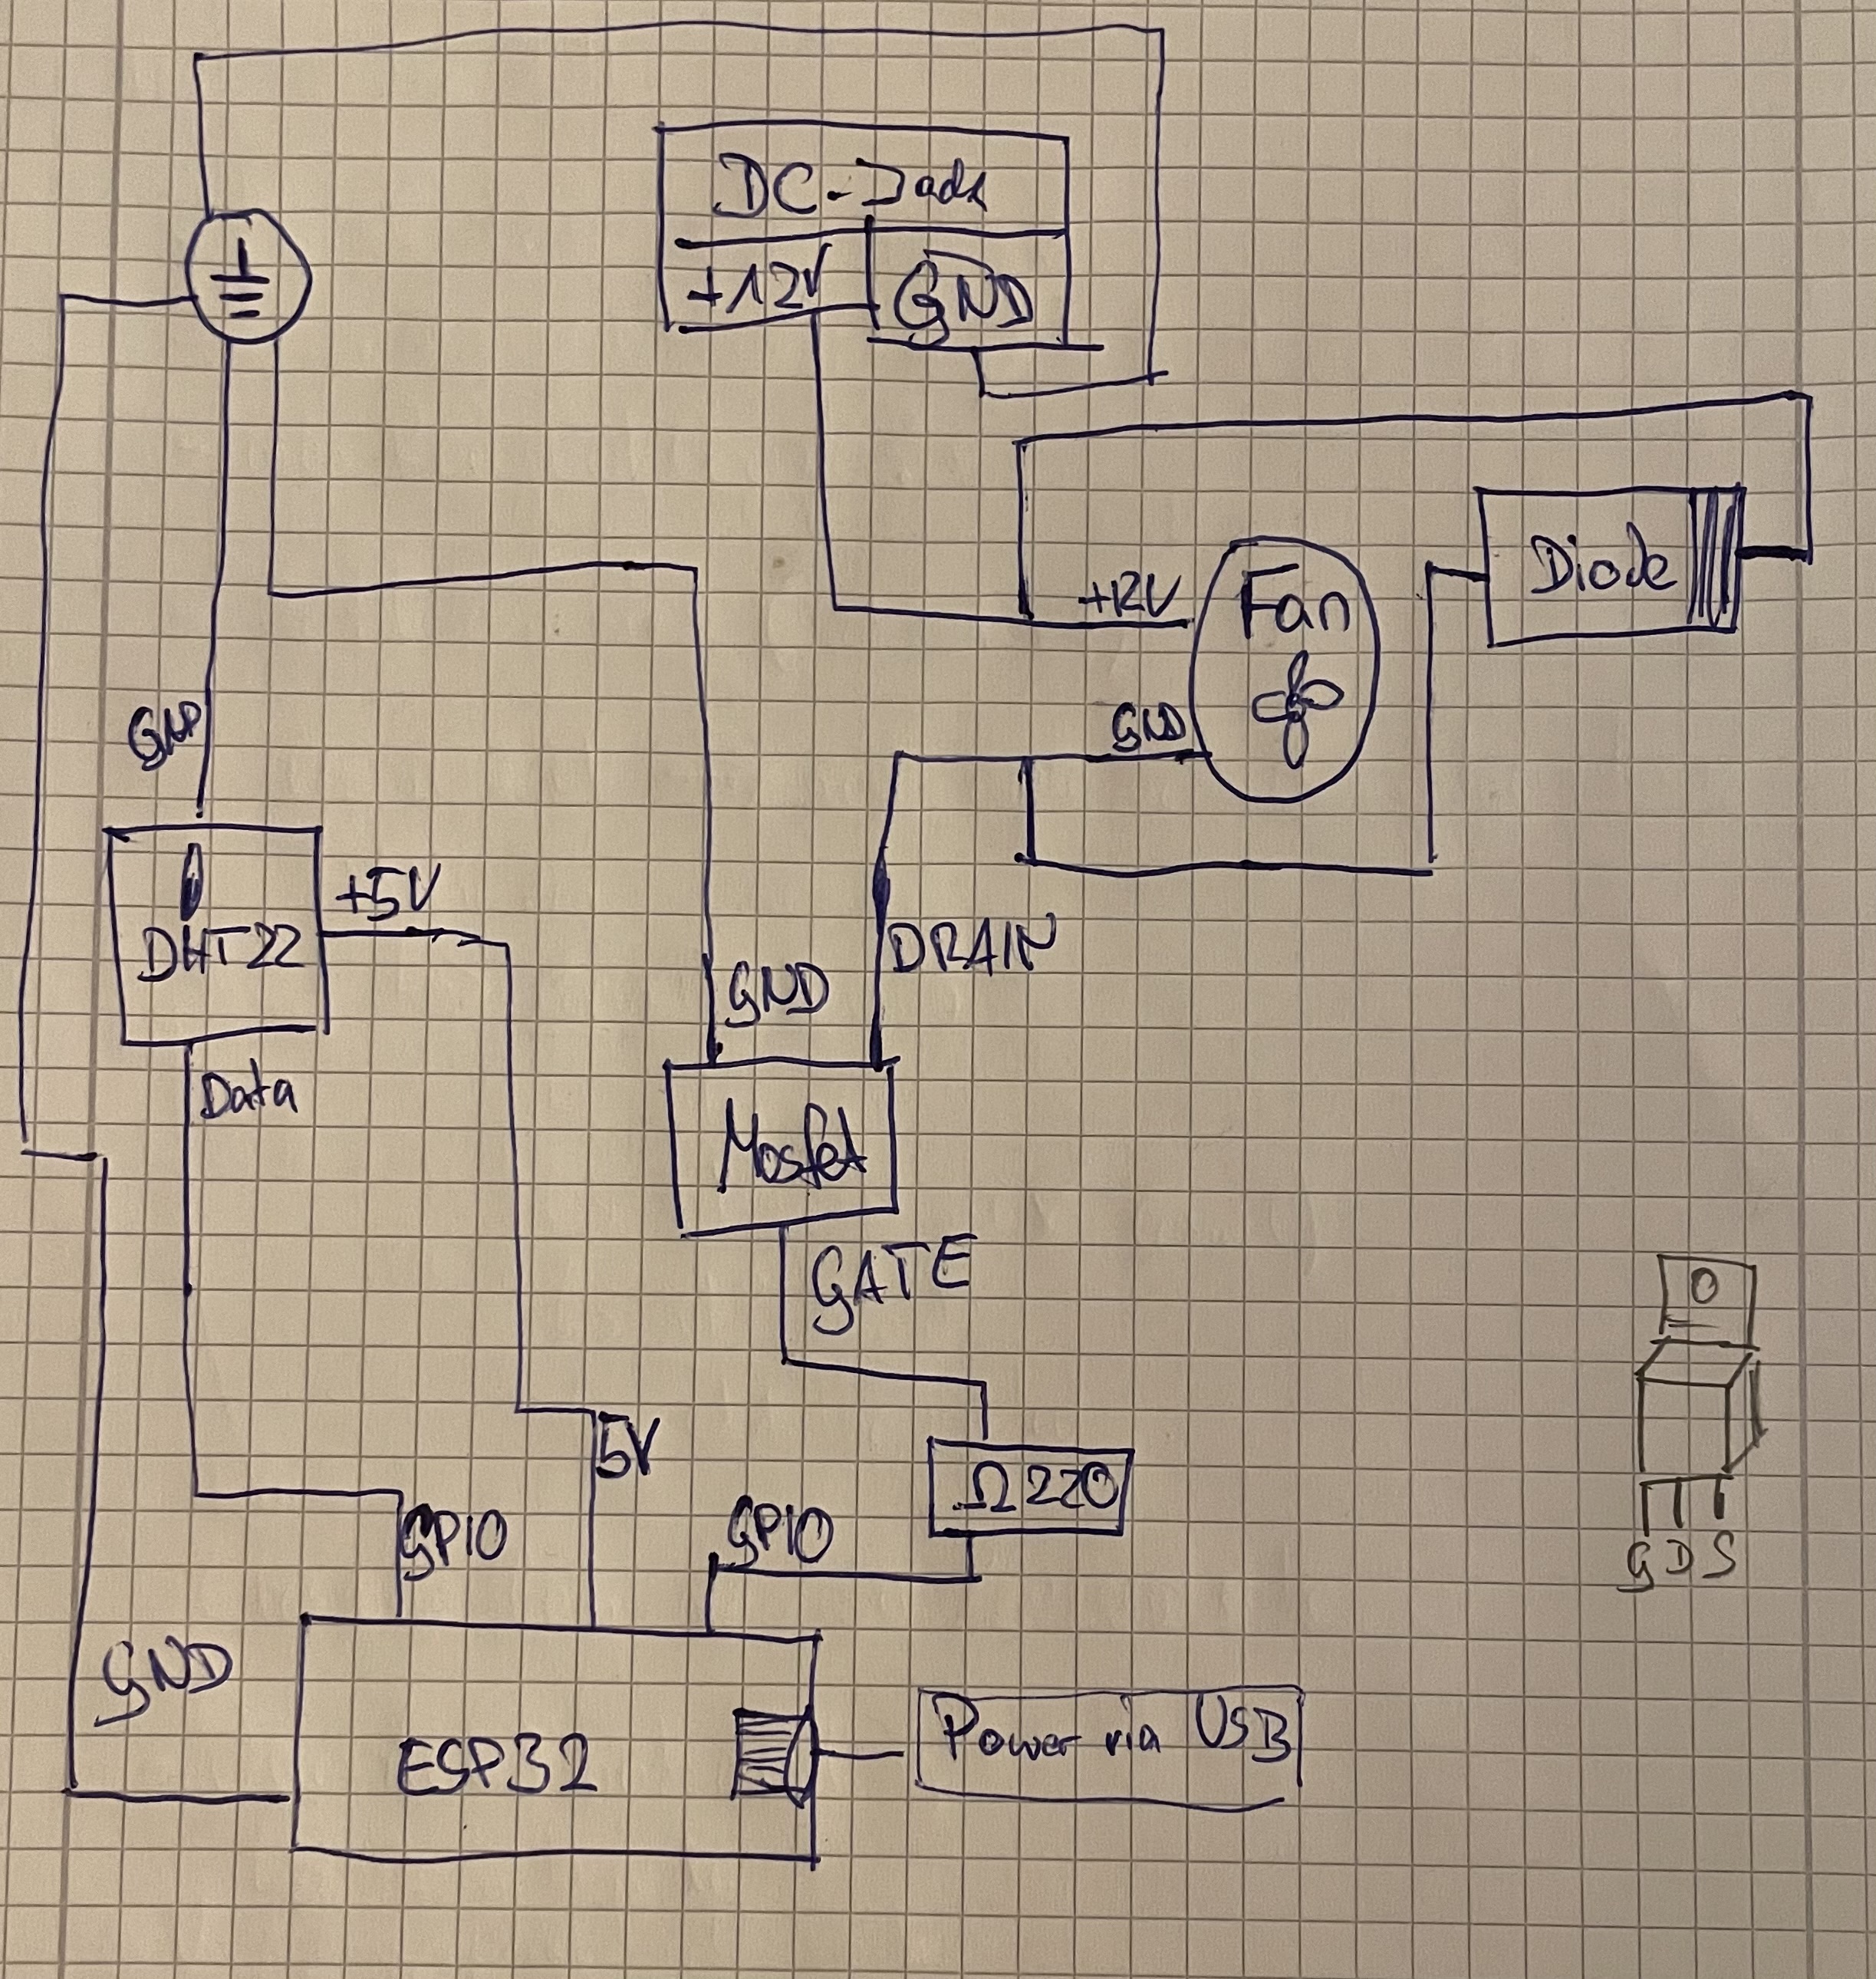 DC-Jack
+12V GND
+12V
Fan
Diode
GND
GND
+5V
DHT22
DRAIN
GND
Data
Mosfet
GATE
5V
Ω 220
GPIO
GPIO
G D S
GND
ESP32
Power via USB